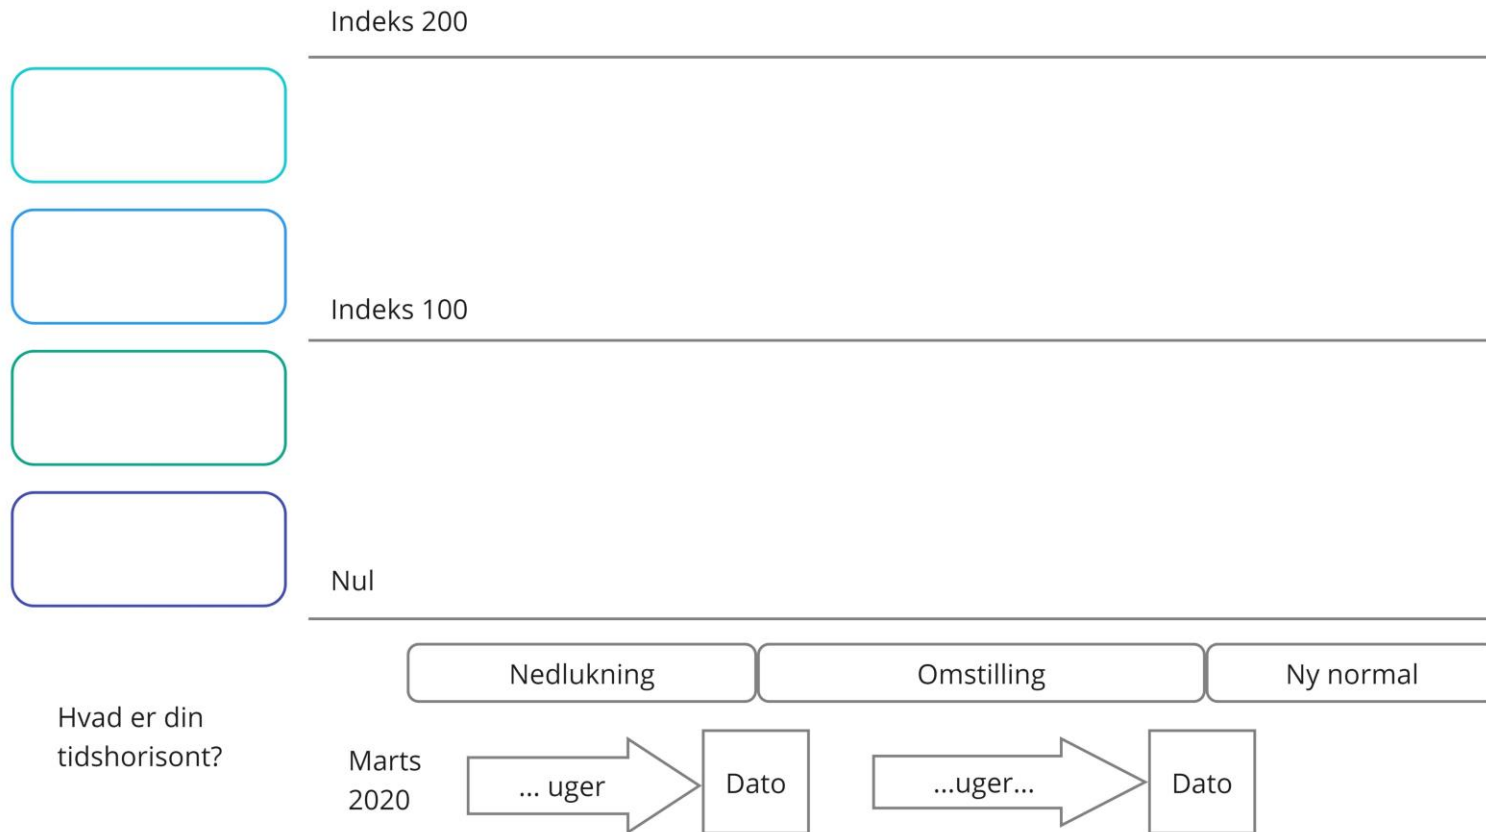 Indeks 200
Indeks 100
Nul
Nedlukning
Omstilling
Ny normal
Hvad er din
tidshorisont?
Marts
2020
... uger
Dato
...uger...
Dato